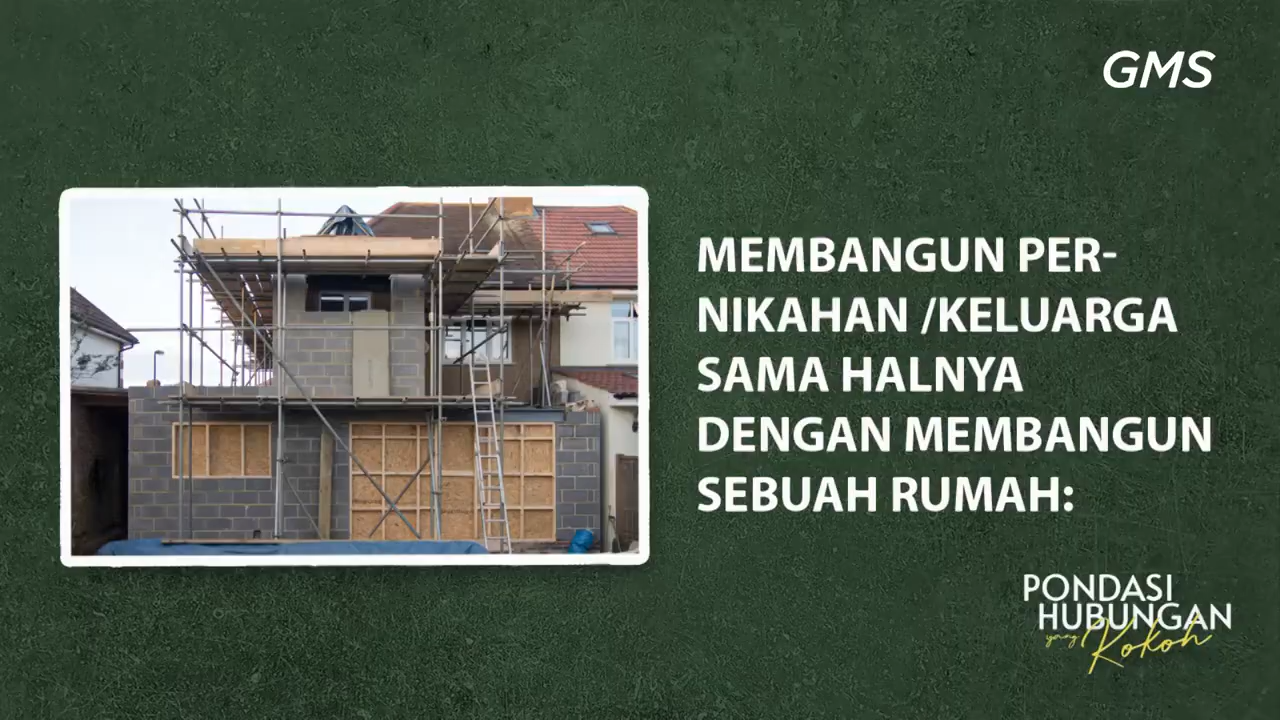 GMS
MEMBANGUN PER-
NIKAHAN /KELUARGA
SAMA HALNYA
DENGAN MEMBANGUN
SEBUAH RUMAH:
PONDASI
HUBUNGAN
yang Kokoh